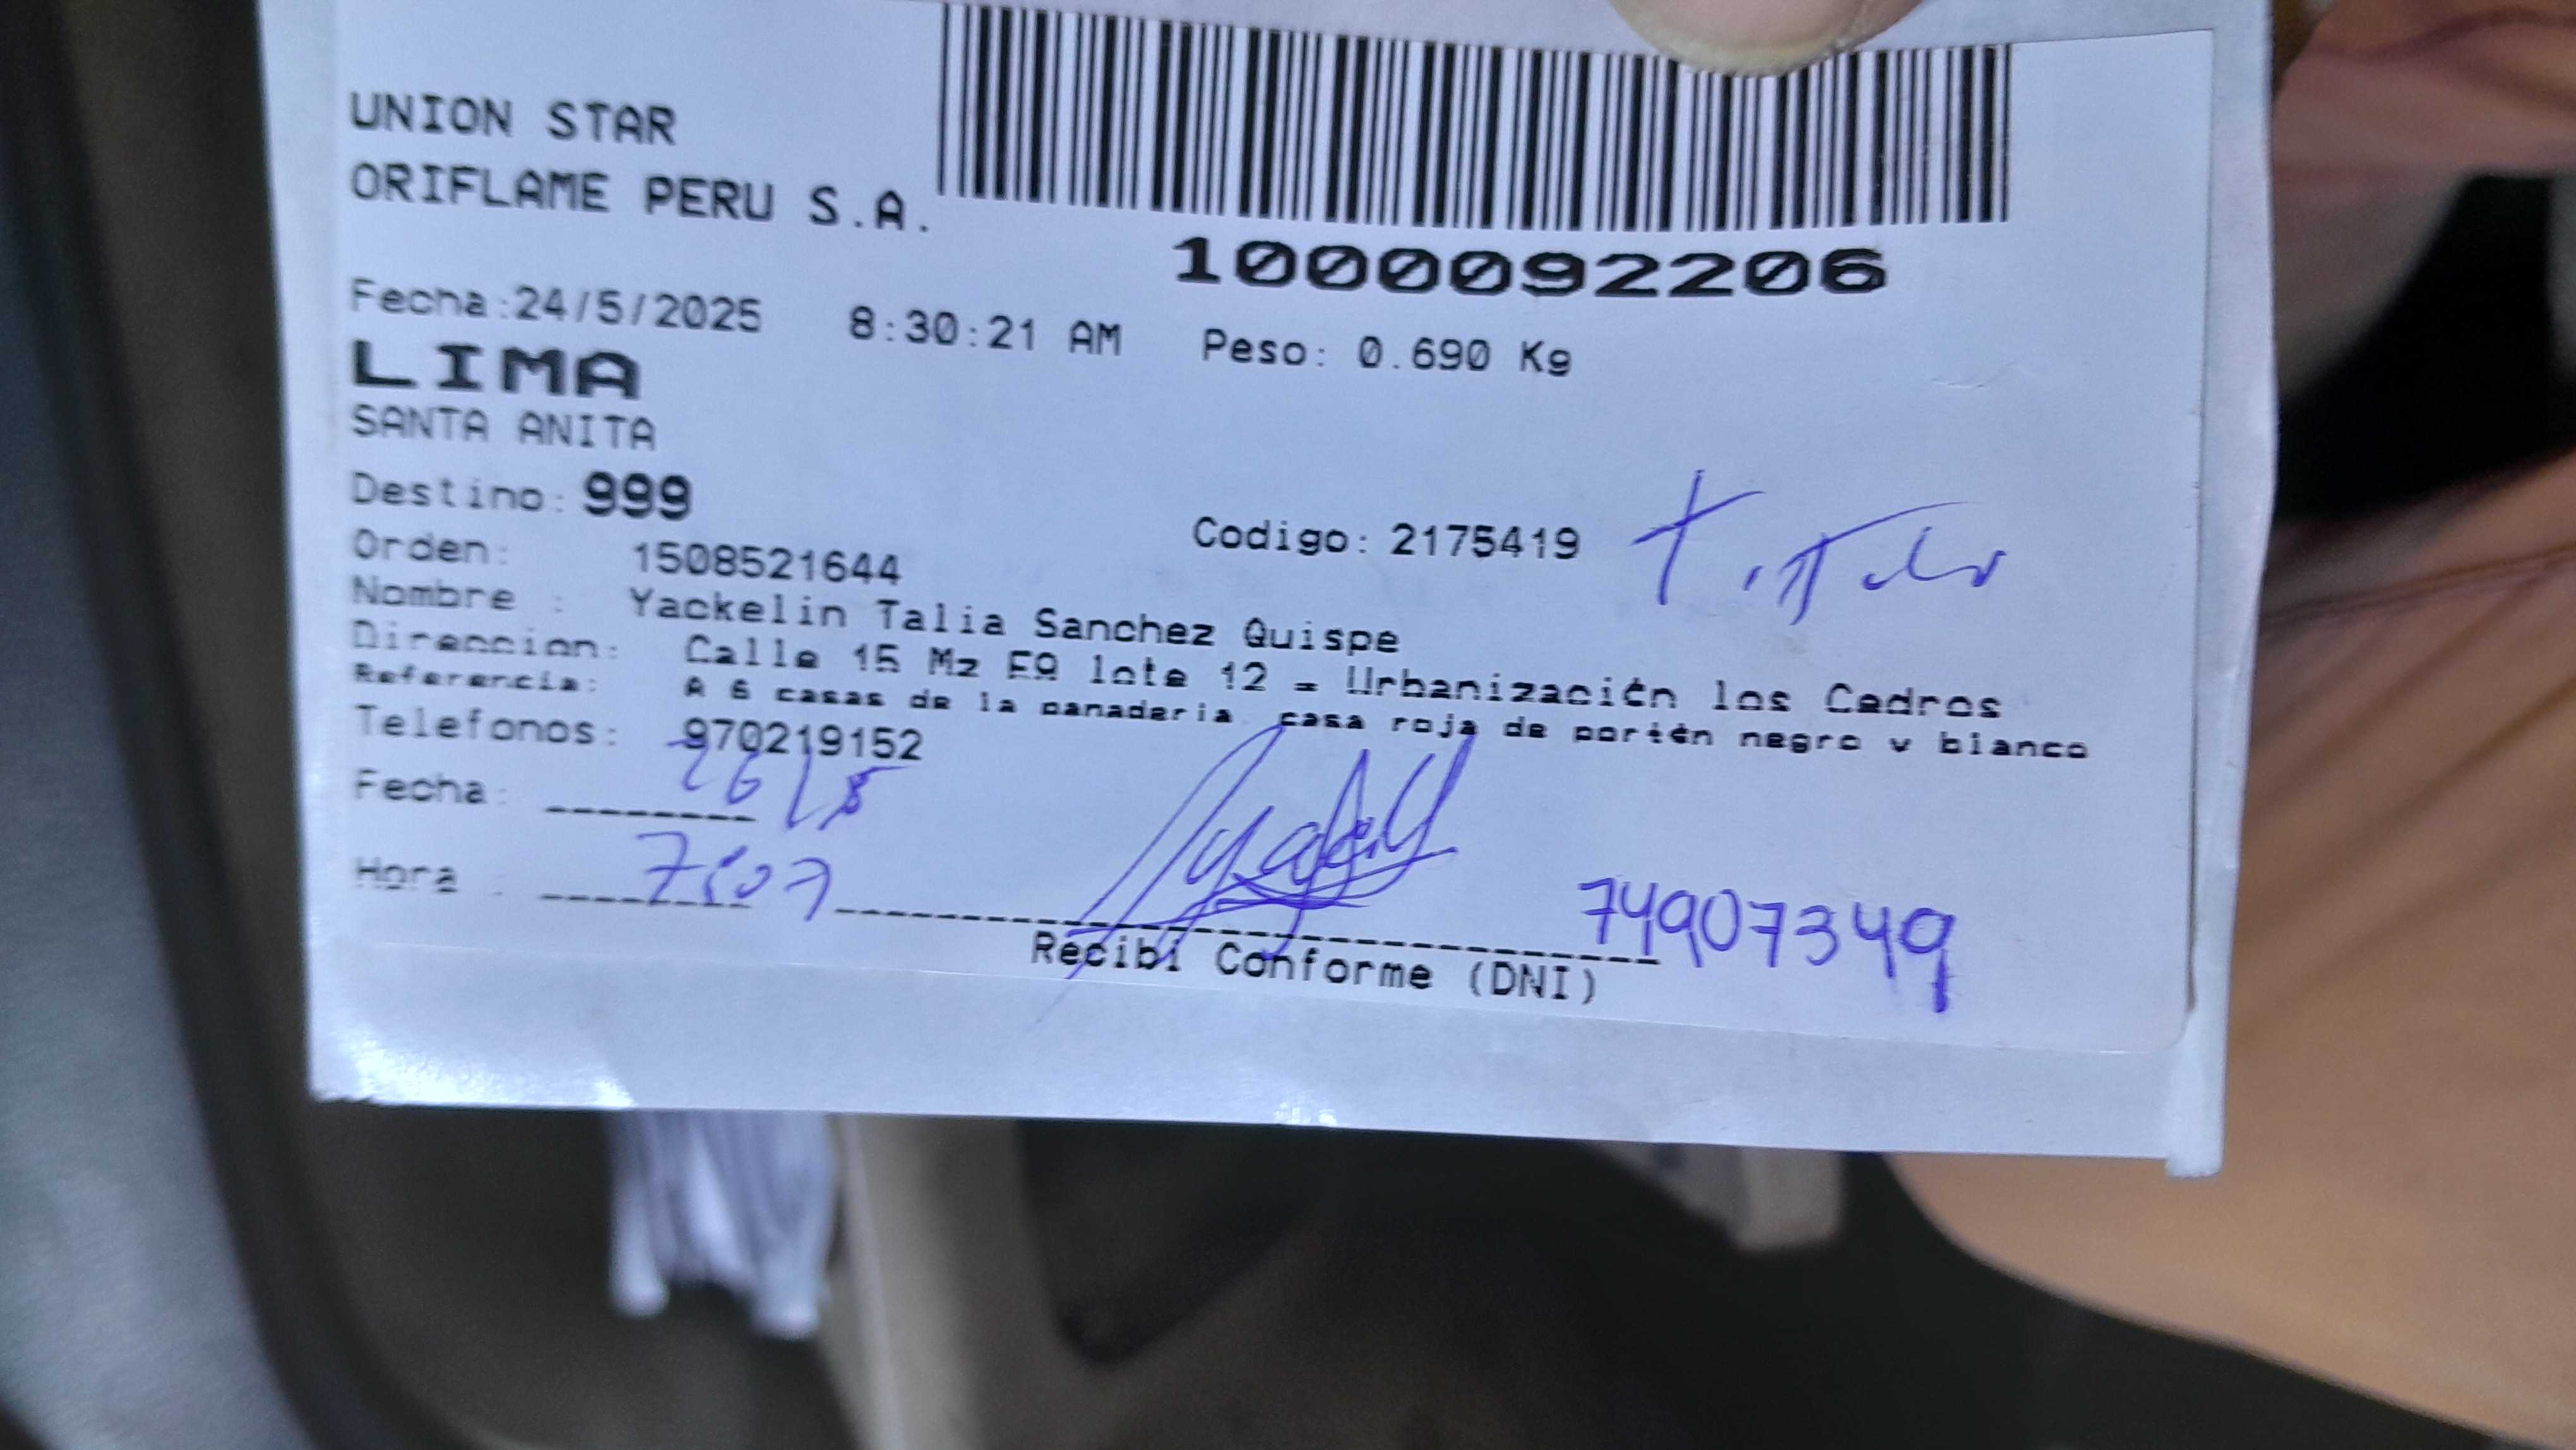 UNION STAR
ORIFLAME PERU S.A.
1000092206
Fecha:24/5/2025 8:30:21 AM Peso: 0.690 Kg
LIMA
SANTA ANITA
Destino: 999
Orden: 1508521644 Codigo: 2175419
Nombre : Yackelin Talia Sanchez Quispe
Direccion: Calle 15 Mz F9 lote 12 - Urbanización los Cedros
Referencia: A 6 casas de la panaderia casa roja de portón negro y blanco
Telefonos: 970219152
Fecha: 26/5
Hora : 7:07
74907349
Recibí Conforme (DNI)